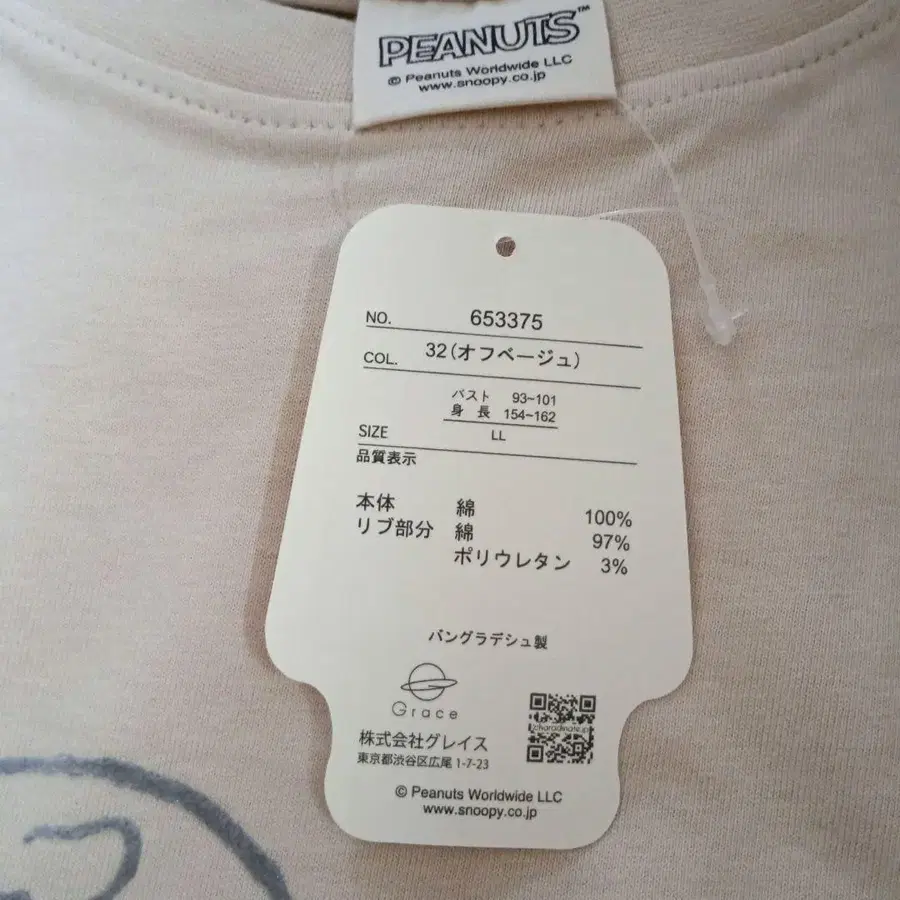 PEANUTS™
© Peanuts Worldwide LLC
www.snoopy.co.jp
NO. 653375
COL. 32(オフベージュ)
バスト 93~101
身長 154~162
SIZE LL
品質表示
本体 綿 100%
リブ部分 綿 97%
ポリウレタン 3%
バングラデシュ製
Grace
株式会社グレイス
東京都渋谷区広尾 1-7-23
© Peanuts Worldwide LLC
www.snoopy.co.jp